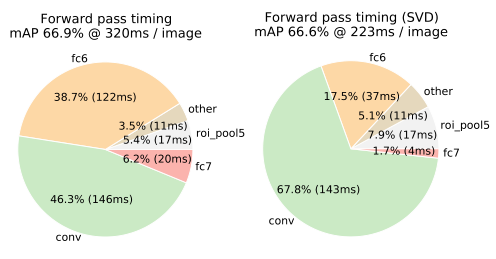 Forward pass timing
mAP 66.9% @ 320ms / image
fc6
38.7% (122ms)
other
3.5% (11ms)
5.4% (17ms)
roi_pool5
6.2% (20ms)
fc7
46.3% (146ms)
conv
Forward pass timing (SVD)
mAP 66.6% @ 223ms / image
fc6
17.5% (37ms)
other
5.1% (11ms)
roi_pool5
7.9% (17ms)
1.7% (4ms)
fc7
67.8% (143ms)
conv